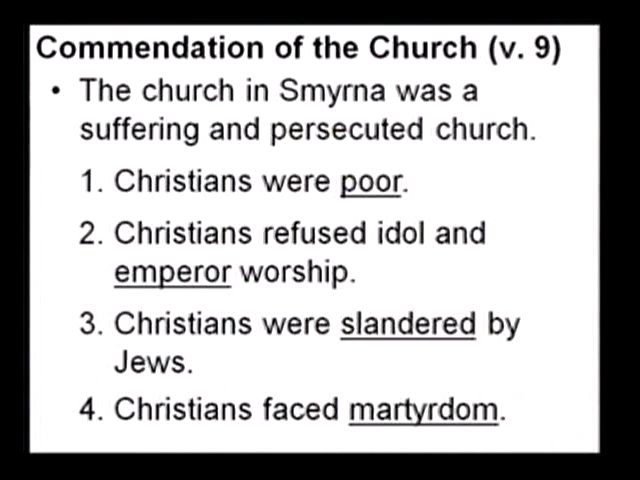 Commendation of the Church (v. 9)
• The church in Smyrna was a
suffering and persecuted church.
1. Christians were poor.
2. Christians refused idol and
emperor worship.
3. Christians were slandered by
Jews.
4. Christians faced martyrdom.